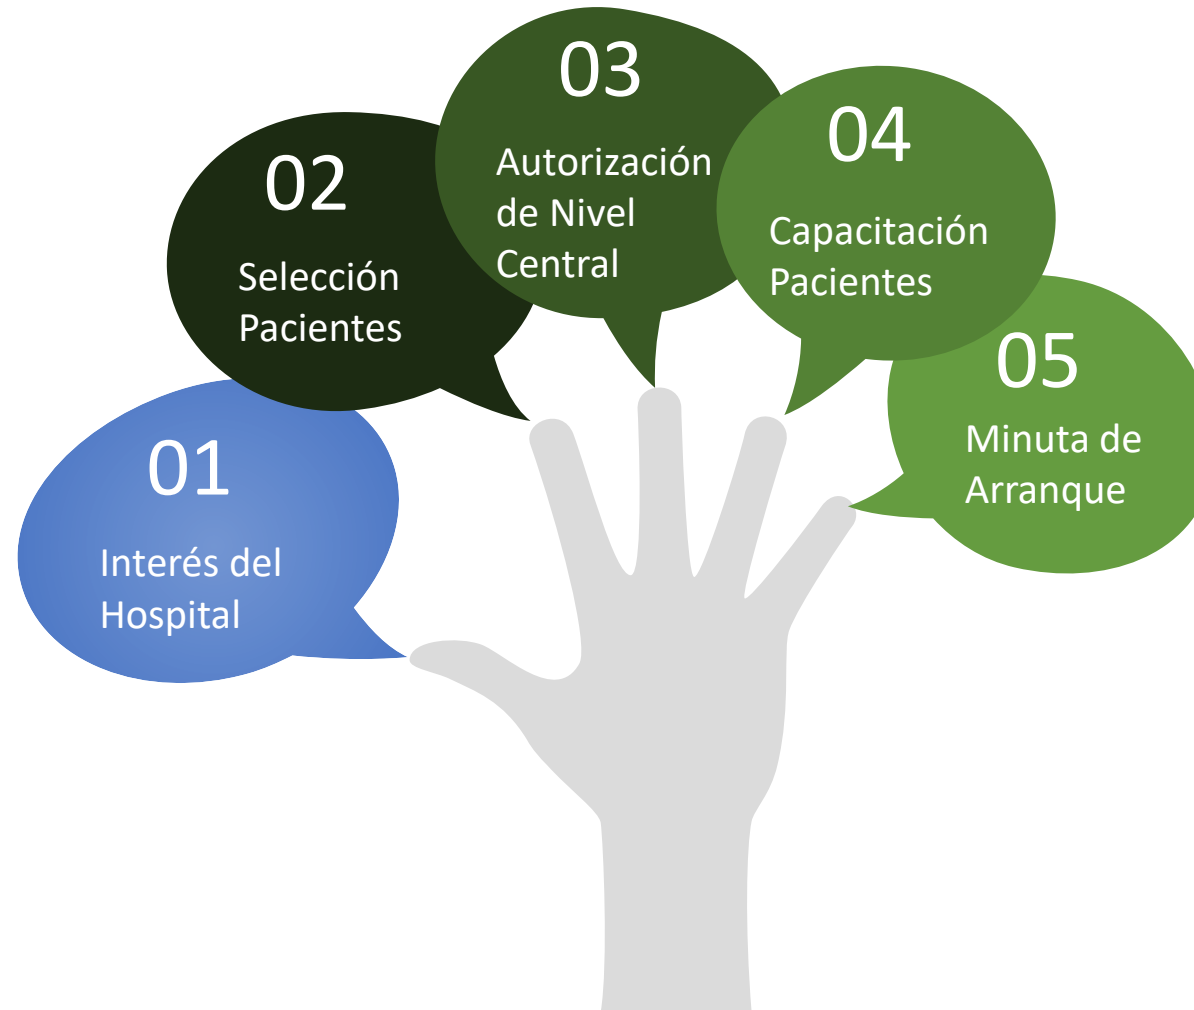 01
Interés del
Hospital
02
Selección
Pacientes
03
Autorización
de Nivel
Central
04
Capacitación
Pacientes
05
Minuta de
Arranque